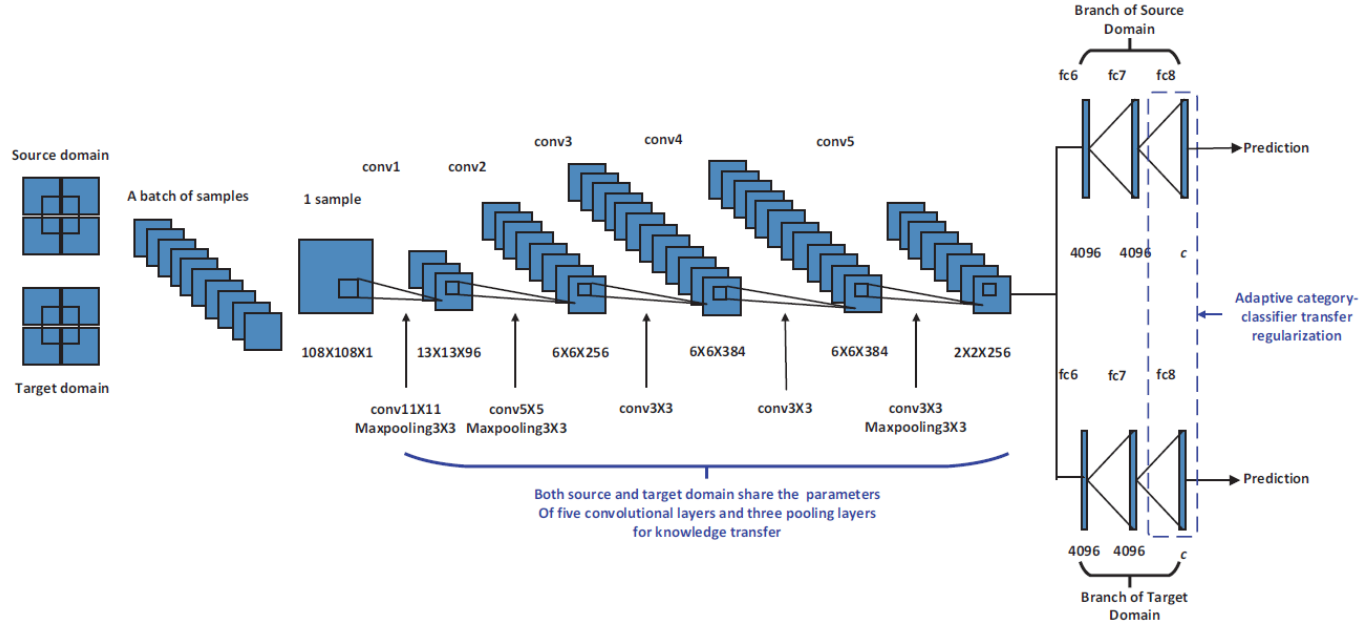 Branch of Source
Domain
fc6 fc7 fc8
Source domain
A batch of samples
1 sample
conv1
conv2
conv3
conv4
conv5
Prediction
4096 4096 c
Target domain
108X108X1
13X13X96
6X6X256
6X6X384
6X6X384
2X2X256
Adaptive category-
classifier transfer
regularization
conv11X11
Maxpooling3X3
conv5X5
Maxpooling3X3
conv3X3
conv3X3
conv3X3
Maxpooling3X3
fc6 fc7 fc8
Both source and target domain share the parameters
Of five convolutional layers and three pooling layers
for knowledge transfer
Prediction
4096 4096 c
Branch of Target
Domain